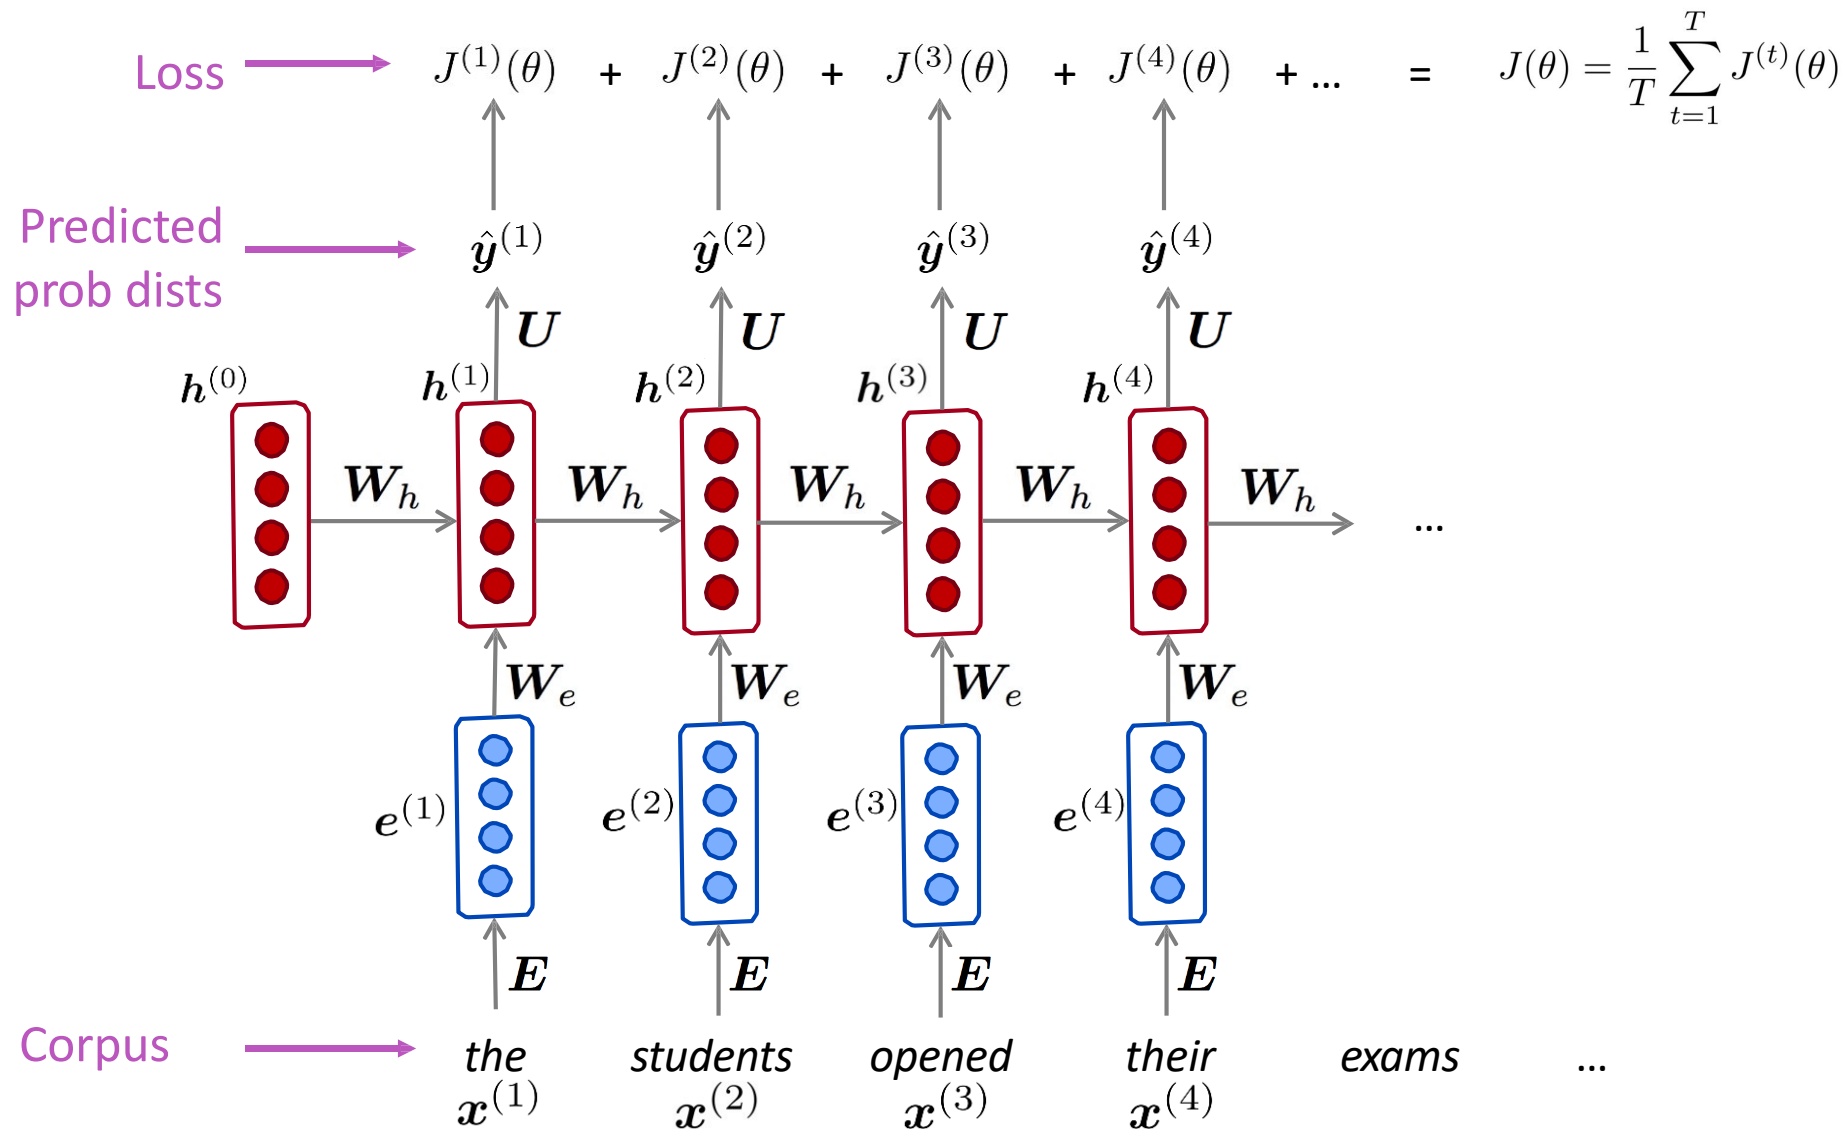 Loss J⁽¹⁾(θ) + J⁽²⁾(θ) + J⁽³⁾(θ) + J⁽⁴⁾(θ) + ... = J(θ) = 1/T ∑_{t=1}^{T} J⁽ᵗ⁾(θ)
Predicted
prob dists
ŷ⁽¹⁾ ŷ⁽²⁾ ŷ⁽³⁾ ŷ⁽⁴⁾
U U U U
h⁽⁰⁾ h⁽¹⁾ h⁽²⁾ h⁽³⁾ h⁽⁴⁾
W_h W_h W_h W_h W_h ...
W_e W_e W_e W_e
e⁽¹⁾ e⁽²⁾ e⁽³⁾ e⁽⁴⁾
E E E E
Corpus the students opened their exams ...
x⁽¹⁾ x⁽²⁾ x⁽³⁾ x⁽⁴⁾